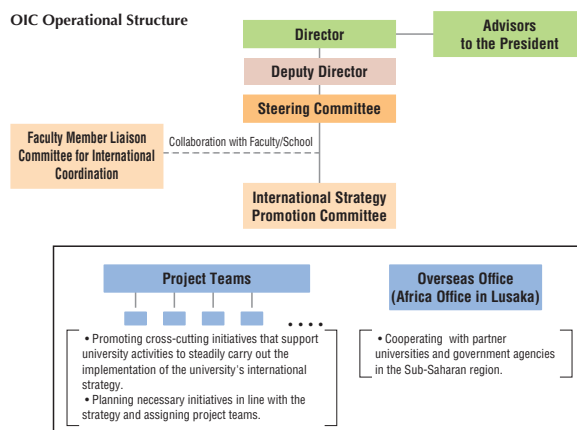 OIC Operational Structure
Director
Advisors
to the President
Deputy Director
Steering Committee
Faculty Member Liaison
Committee for International
Coordination
Collaboration with Faculty/School
International Strategy
Promotion Committee
Project Teams
• • • •
• Promoting cross-cutting initiatives that support
university activities to steadily carry out the
implementation of the university's international
strategy.
• Planning necessary initiatives in line with the
strategy and assigning project teams.
Overseas Office
(Africa Office in Lusaka)
• Cooperating with partner
universities and government agencies
in the Sub-Saharan region.